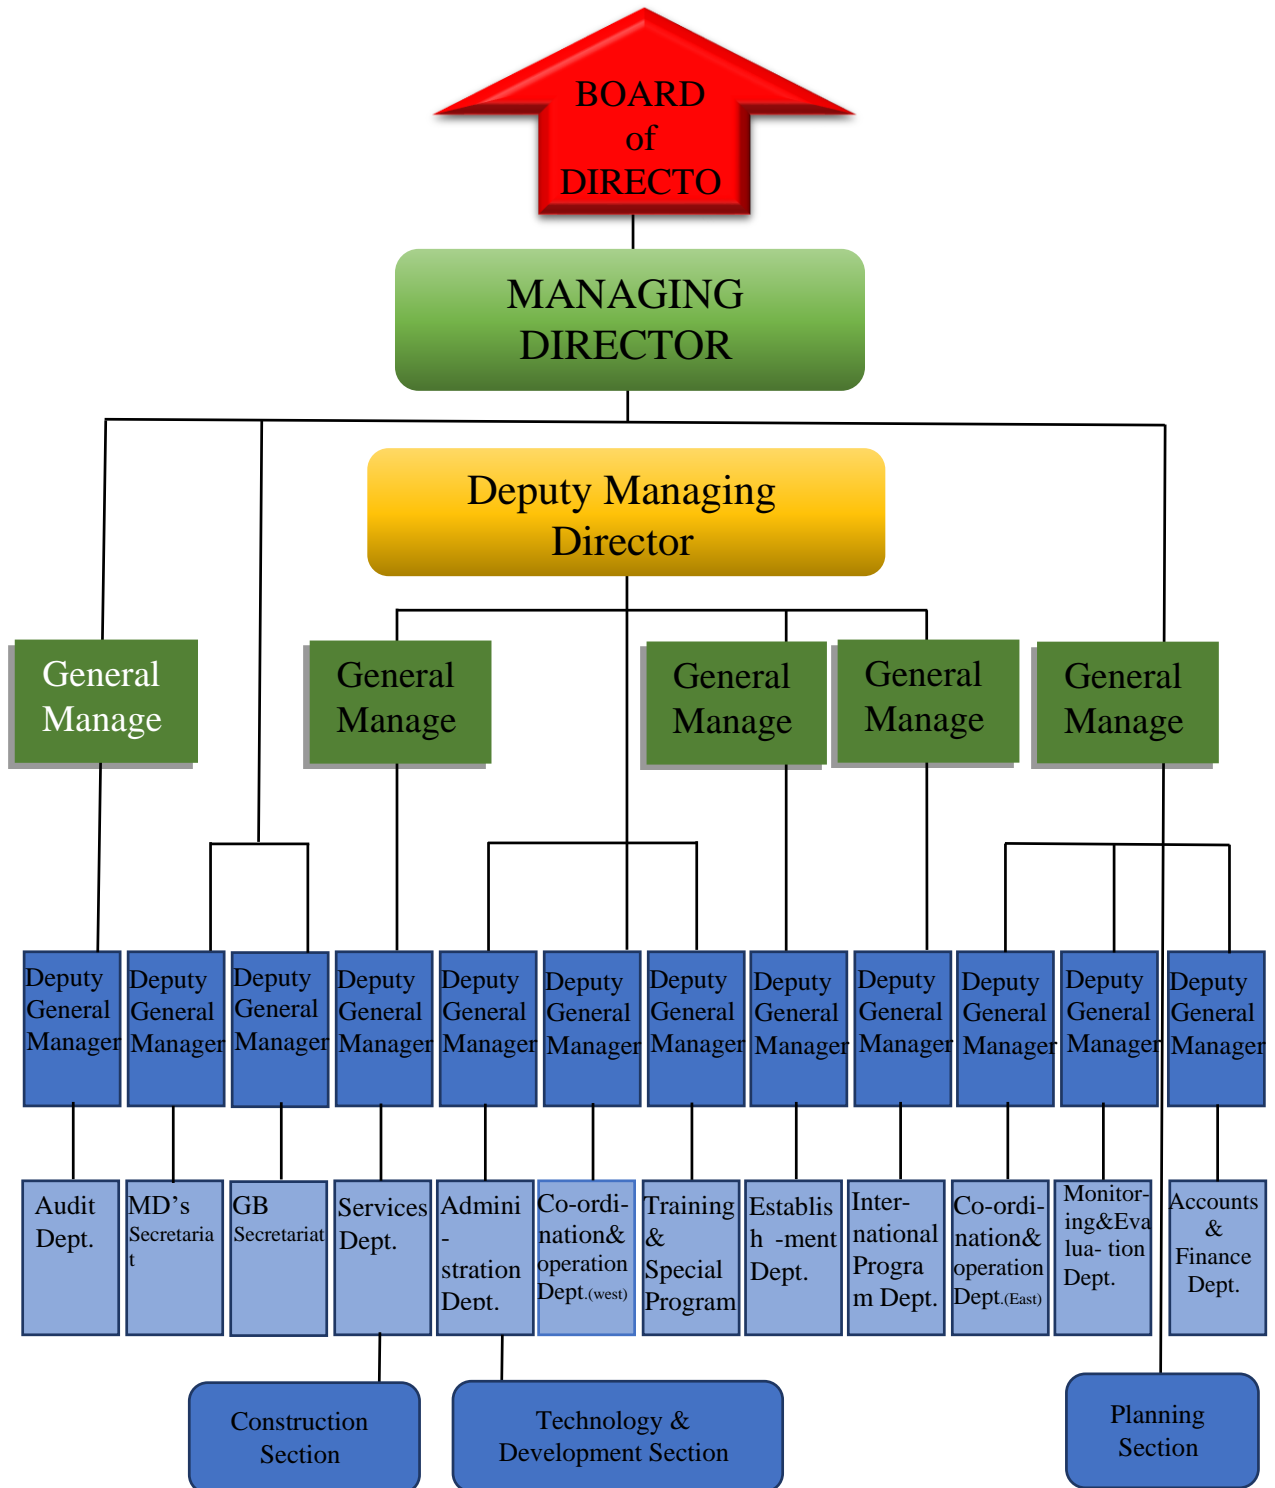 BOARD
of
DIRECTO
MANAGING
DIRECTOR
Deputy Managing
Director
General
Manage
General
Manage
General
Manage
General
Manage
General
Manage
Deputy
General
Manager
Deputy
General
Manager
Deputy
General
Manager
Deputy
General
Manager
Deputy
General
Manager
Deputy
General
Manager
Deputy
General
Manager
Deputy
General
Manager
Deputy
General
Manager
Deputy
General
Manager
Deputy
General
Manager
Deputy
General
Manager
Audit
Dept.
MD’s
Secretaria
t
GB
Secretariat
Services
Dept.
Admini
-
stration
Dept.
Co-ordi-
nation&
operation
Dept.(west)
Training
&
Special
Program
Establis
h -ment
Dept.
Inter-
national
Progra
m Dept.
Co-ordi-
nation&
operation
Dept.(East)
Monitor-
ing&Eva
lua- tion
Dept.
Accounts
&
Finance
Dept.
Construction
Section
Technology &
Development Section
Planning
Section